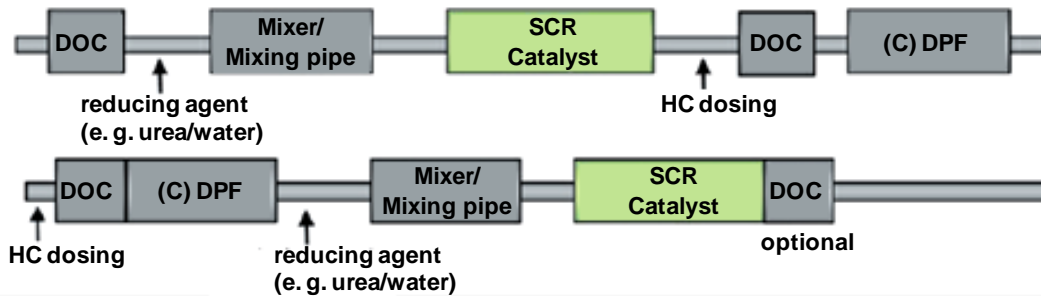 DOC
Mixer/
Mixing pipe
SCR
Catalyst
DOC
(C) DPF
reducing agent
(e. g. urea/water)
HC dosing
DOC
(C) DPF
Mixer/
Mixing pipe
SCR
Catalyst
DOC
HC dosing
reducing agent
(e. g. urea/water)
optional